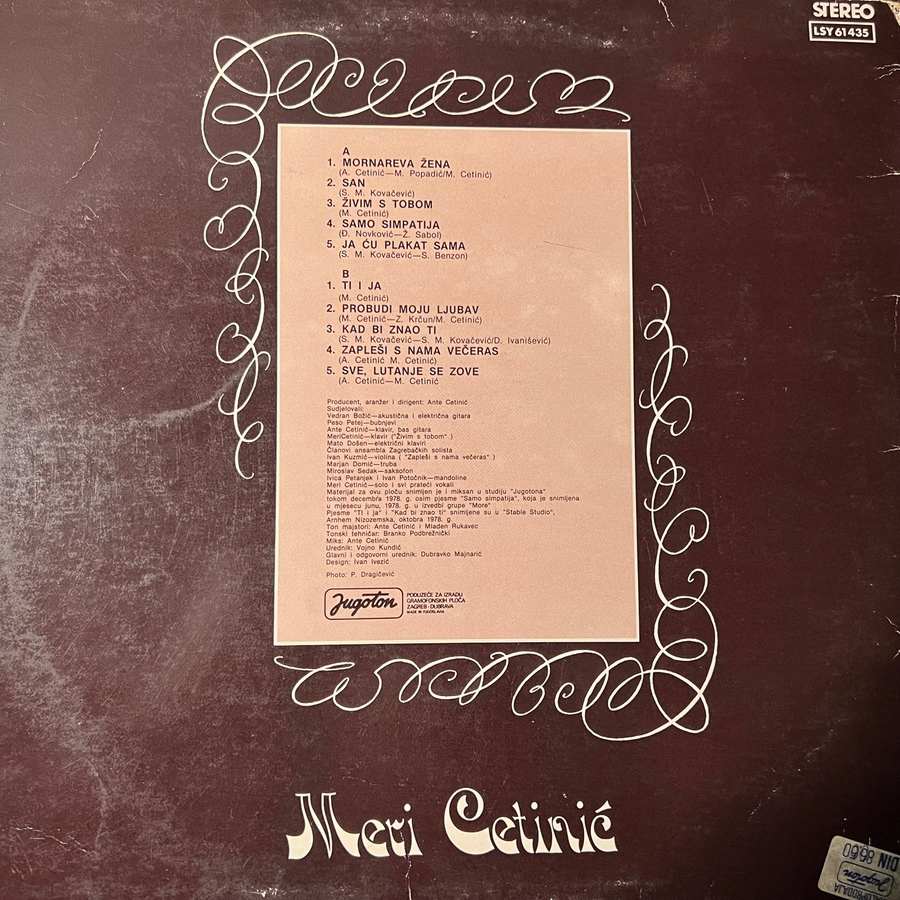 STEREO
LSY 61435
A
1. MORNAREVA ŽENA
(A. Cetinić—M. Popadić/M. Cetinić)
2. SAN
(S. M. Kovačević)
3. ŽIVIM S TOBOM
(M. Cetinić)
4. SAMO SIMPATIJA
(Đ. Novković—Ž. Sabol)
5. JA ĆU PLAKAT SAMA
(S. M. Kovačević—S. Benzon)
B
1. TI I JA
(M. Cetinić)
2. PROBUDI MOJU LJUBAV
(M. Cetinić—Z. Krčun/M. Cetinić)
3. KAD BI ZNAO TI
(S. M. Kovačević—S. M. Kovačević/D. Ivanišević)
4. ZAPLEŠI S NAMA VEČERAS
(A. Cetinić M. Cetinić)
5. SVE, LUTANJE SE ZOVE
(A. Cetinić—M. Cetinić
Producent, aranžer i dirigent: Ante Cetinić
Sudjelovali:
Vedran Božić—akustična i električna gitara
Peso Petej—bubnjevi
Ante Cetinić—klavir, bas gitara
MeriCetinić—klavir ("Živim s tobom" )
Mato Došen—električni klaviri
Članovi ansambla Zagrebačkih solista
Ivan Kuzmić—violina ( "Zapleši s nama večeras" )
Marjan Domić—truba
Miroslav Sedak—saksofon
Ivica Petanjek i Ivan Potočnik—mandoline
Meri Cetinić—solo i svi prateći vokali
Materijal za ovu ploču snimljen je i miksan u studiju "Jugotona"
tokom decembra 1978. g. osim pjesme "Samo simpatija", koja je snimljena
u mjesecu junu, 1978. g. u izvedbi grupe "More"
Pjesme "Ti i ja" i "Kad bi znao ti" snimljene su u "Stable Studio",
Arnhem Nizozemska, oktobra 1978. g.
Ton majstori: Ante Cetinić i Mladen Rukavec
Tonski tehničar: Branko Podbrežnički
Miks: Ante Cetinić
Urednik: Vojno Kundić
Glavni i odgovorni urednik: Dubravko Majnarić
Design: Ivan Ivezić
Photo: P. Dragičević
Jugoton
PODUZEĆE ZA IZRADU
GRAMOFONSKIH PLOČA
ZAGREB - DUBRAVA
MADE IN YUGOSLAVIA
Meri Cetinić
DIN 86.60
Jugoton